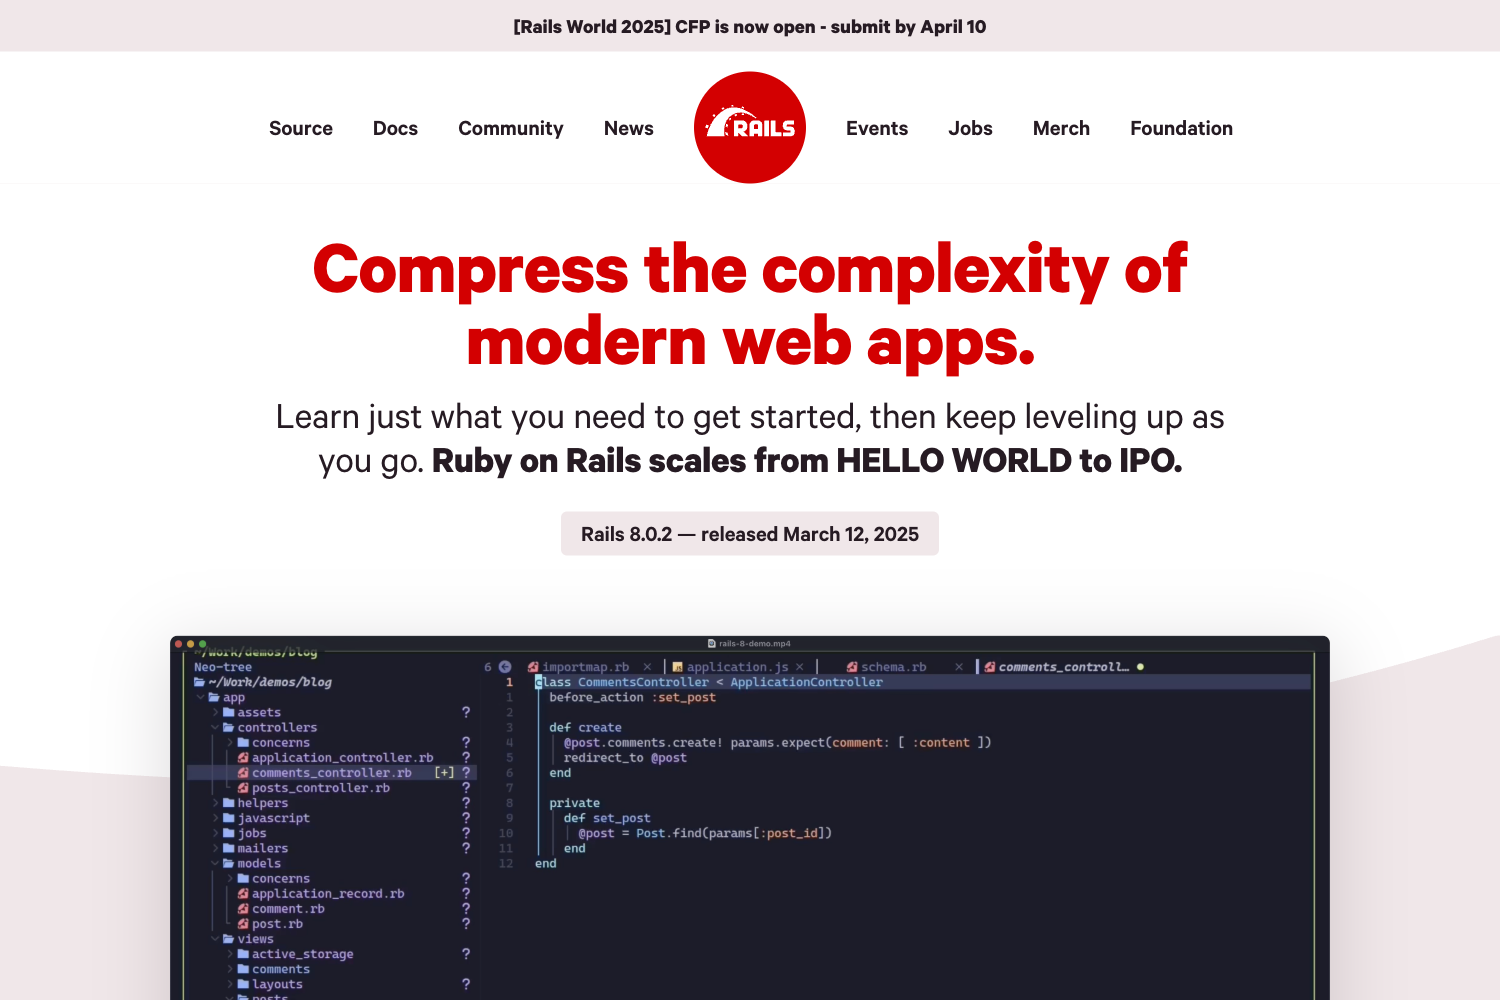 [Rails World 2025] CFP is now open - submit by April 10
Source Docs Community News RAILS Events Jobs Merch Foundation
Compress the complexity of
modern web apps.
Learn just what you need to get started, then keep leveling up as
you go. Ruby on Rails scales from HELLO WORLD to IPO.
Rails 8.0.2 — released March 12, 2025
rails-8-demo.mp4
~/Work/demos/blog
Neo-tree
~/Work/demos/blog
app
assets ?
controllers
concerns ?
application_controller.rb ?
comments_controller.rb [+] ?
posts_controller.rb ?
helpers ?
javascript ?
jobs ?
mailers ?
models
concerns ?
application_record.rb ?
comment.rb ?
post.rb ?
views
active_storage ?
comments
layouts ?
posts
6 importmap.rb × application.js × schema.rb × comments_controll… ●
1 class CommentsController < ApplicationController
1 before_action :set_post
2
3 def create
4 @post.comments.create! params.expect(comment: [ :content ])
5 redirect_to @post
6 end
7
8 private
9 def set_post
10 @post = Post.find(params[:post_id])
11 end
12 end